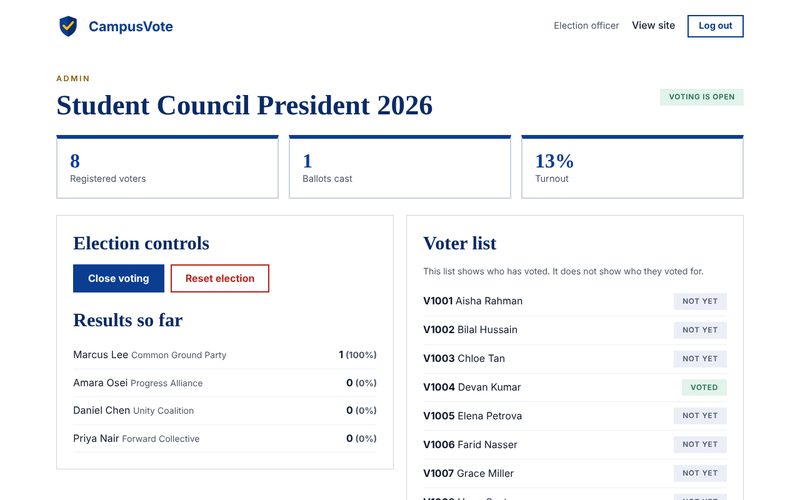 CampusVote
Election officer View site Log out
ADMIN
Student Council President 2026
VOTING IS OPEN
8
Registered voters
1
Ballots cast
13%
Turnout
Election controls
Close voting Reset election
Results so far
Marcus Lee Common Ground Party 1 (100%)
Amara Osei Progress Alliance 0 (0%)
Daniel Chen Unity Coalition 0 (0%)
Priya Nair Forward Collective 0 (0%)
Voter list
This list shows who has voted. It does not show who they voted for.
V1001 Aisha Rahman NOT YET
V1002 Bilal Hussain NOT YET
V1003 Chloe Tan NOT YET
V1004 Devan Kumar VOTED
V1005 Elena Petrova NOT YET
V1006 Farid Nasser NOT YET
V1007 Grace Miller NOT YET